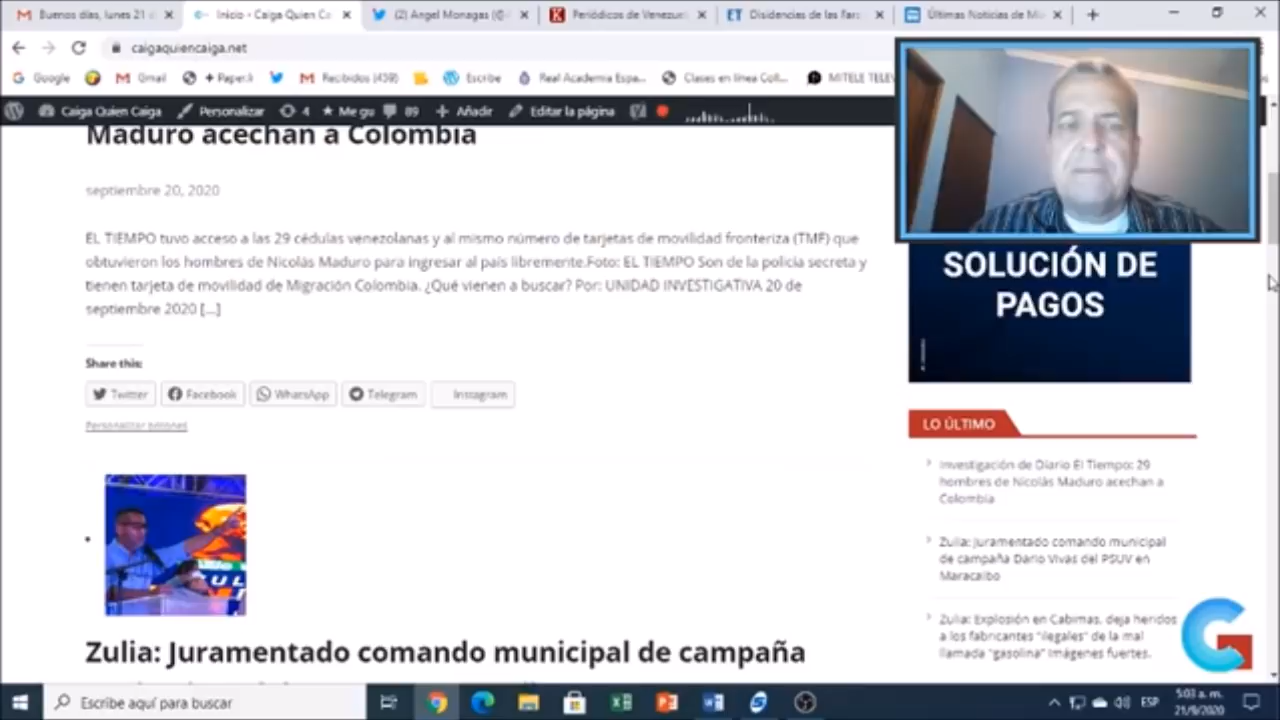 Buenos días, lunes 21 d
Inicio - Caiga Quien Ca
(2) Angel Monagas (@
Periódicos de Venezuel
Disidencias de las Farc
Últimas Noticias de M
caigaquiencaiga.net
Google
Gmail
Recibidos (439)
Escribe
Real Academia Espa...
Clases en línea Coll...
MITELE TELEV
Caiga Quien Caiga
Personalizar
4
Me gu
89
Añadir
Editar la página
Maduro acechan a Colombia
septiembre 20, 2020
EL TIEMPO tuvo acceso a las 29 cédulas venezolanas y al mismo número de tarjetas de movilidad fronteriza (TMF) que
obtuvieron los hombres de Nicolás Maduro para ingresar al país libremente.Foto: EL TIEMPO Son de la policía secreta y
tienen tarjeta de movilidad de Migración Colombia. ¿Qué vienen a buscar? Por: UNIDAD INVESTIGATIVA 20 de
septiembre 2020 [...]
Share this:
Twitter
Facebook
WhatsApp
Telegram
Instagram
Personalizar botones
Zulia: Juramentado comando municipal de campaña
SOLUCIÓN DE
PAGOS
LO ÚLTIMO
Investigación de Diario El Tiempo: 29
hombres de Nicolás Maduro acechan a
Colombia
Zulia: Juramentado comando municipal
de campaña Dario Vivas del PSUV en
Maracaibo
Zulia: Explosión en Cabimas, deja heridos
a los fabricantes "ilegales" de la mal
llamada "gasolina" Imágenes fuertes.
Escribe aquí para buscar
ESP
5:03 a. m.
21/9/2020